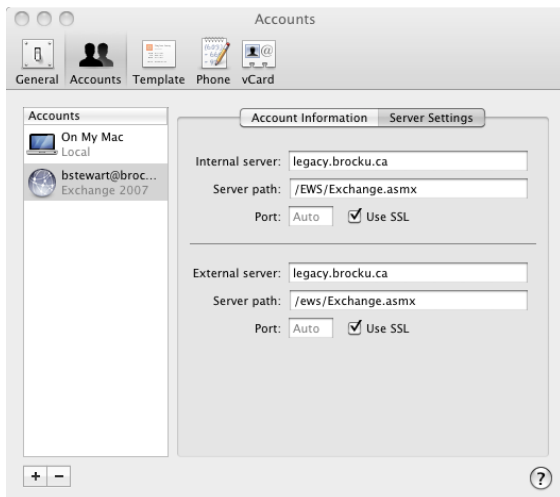 Accounts
General Accounts Template Phone vCard
Accounts
On My Mac
Local
bstewart@broc...
Exchange 2007
Account Information Server Settings
Internal server: legacy.brocku.ca
Server path: /EWS/Exchange.asmx
Port: Auto Use SSL
External server: legacy.brocku.ca
Server path: /ews/Exchange.asmx
Port: Auto Use SSL
+ − ?